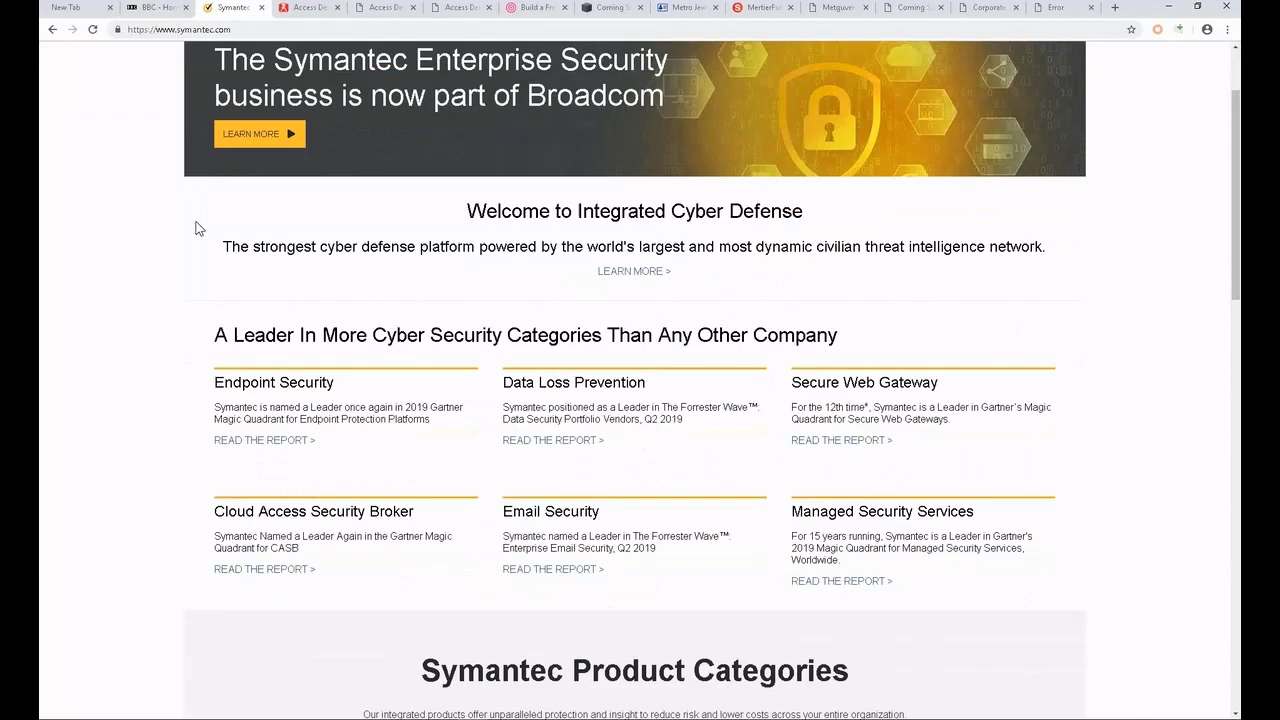 New Tab
BBC - Hom
Symantec
Access De
Access De
Access De
Build a Fr
Coming S
Metro Jew
MertierFul
Metguver
Coming S
Corporate
Error
https://www.symantec.com
The Symantec Enterprise Security
business is now part of Broadcom
LEARN MORE
Welcome to Integrated Cyber Defense
The strongest cyber defense platform powered by the world's largest and most dynamic civilian threat intelligence network.
LEARN MORE >
A Leader In More Cyber Security Categories Than Any Other Company
Endpoint Security
Symantec is named a Leader once again in 2019 Gartner
Magic Quadrant for Endpoint Protection Platforms
READ THE REPORT >
Data Loss Prevention
Symantec positioned as a Leader in The Forrester Wave™:
Data Security Portfolio Vendors, Q2 2019
READ THE REPORT >
Secure Web Gateway
For the 12th time*, Symantec is a Leader in Gartner's Magic
Quadrant for Secure Web Gateways.
READ THE REPORT >
Cloud Access Security Broker
Symantec Named a Leader Again in the Gartner Magic
Quadrant for CASB
READ THE REPORT >
Email Security
Symantec named a Leader in The Forrester Wave™:
Enterprise Email Security, Q2 2019
READ THE REPORT >
Managed Security Services
For 15 years running, Symantec is a Leader in Gartner's
2019 Magic Quadrant for Managed Security Services,
Worldwide.
READ THE REPORT >
Symantec Product Categories
Our integrated products offer unparalleled protection and insight to reduce risk and lower costs across your entire organization.